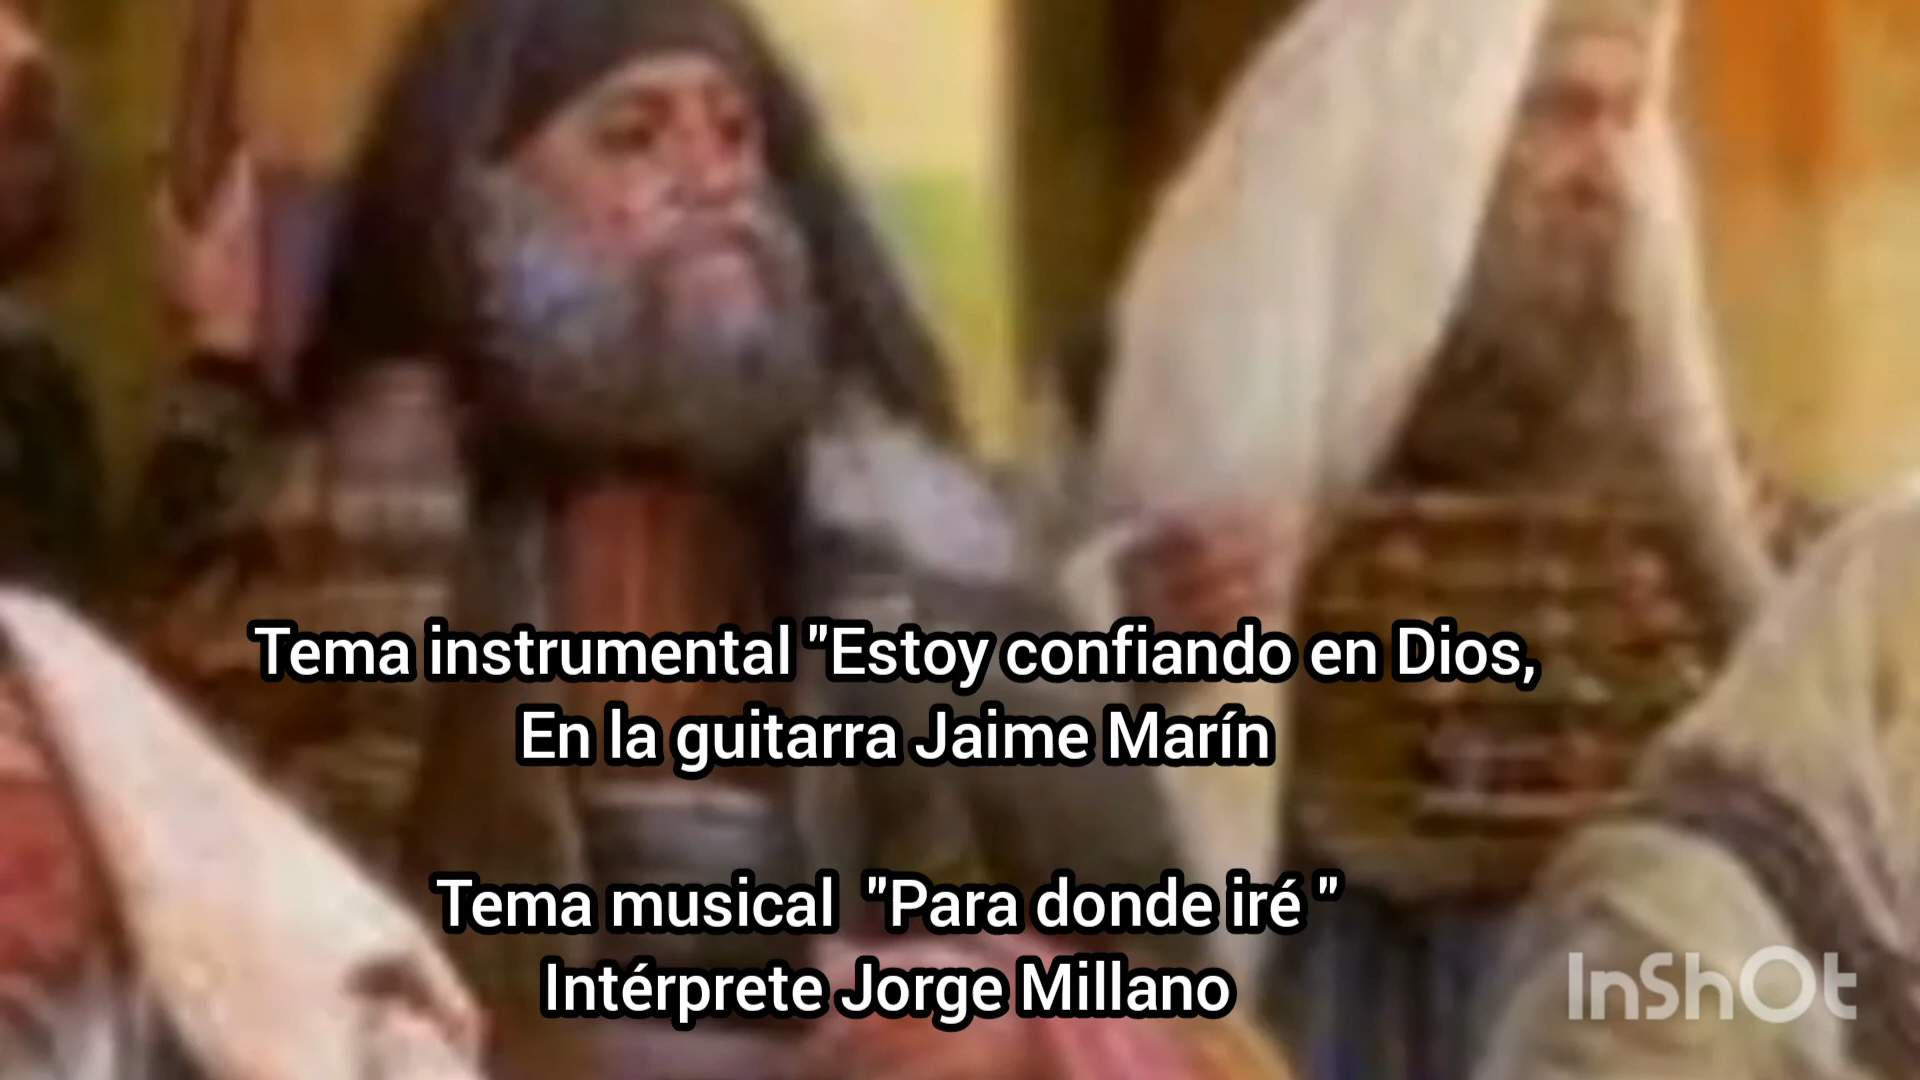 Tema instrumental "Estoy confiando en Dios,
En la guitarra Jaime Marín
Tema musical "Para donde iré "
Intérprete Jorge Millano
InShOt